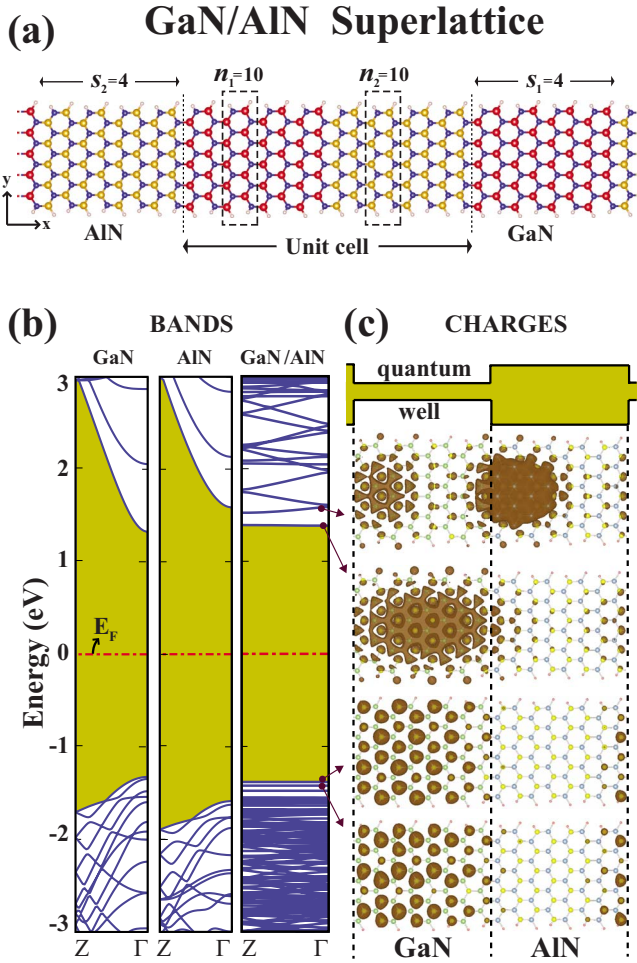 GaN/AlN Superlattice
(a)
s₂=4
n₁=10
n₂=10
s₁=4
y
x
AlN
Unit cell
GaN
(b)
BANDS
GaN
AlN
GaN/AlN
Energy (eV)
3
2
1
0
-1
-2
-3
E_F
Z
Γ
Z
Γ
Z
Γ
(c)
CHARGES
quantum
well
GaN
AlN